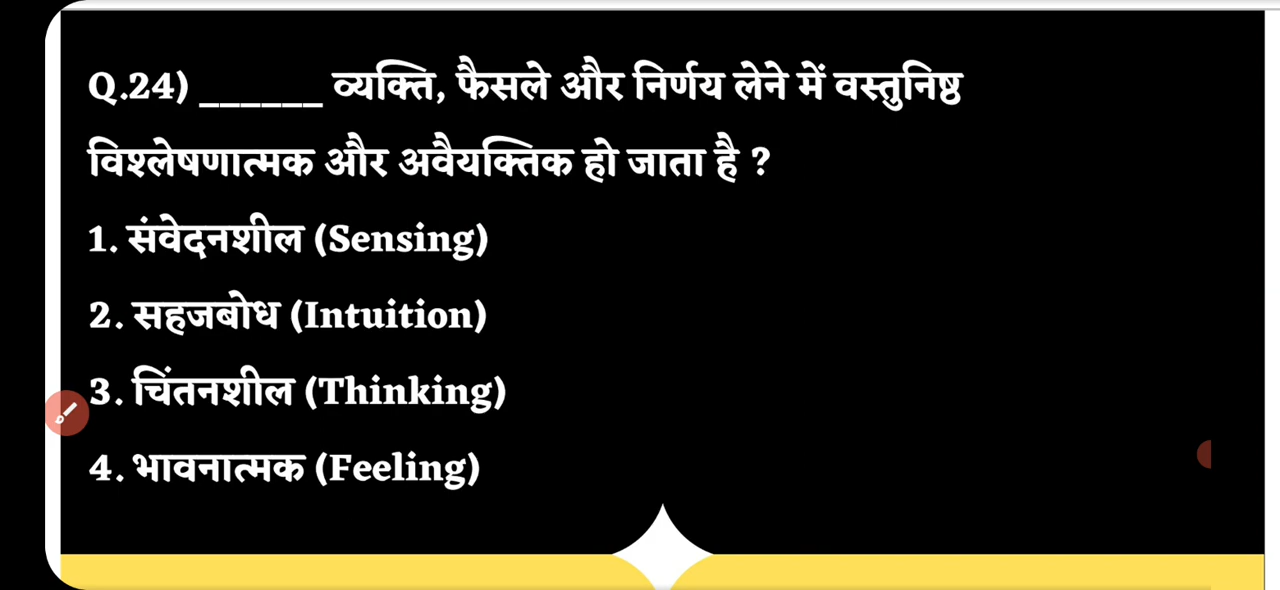 Q.24) ______ व्यक्ति, फैसले और निर्णय लेने में वस्तुनिष्ठ
विश्लेषणात्मक और अवैयक्तिक हो जाता है ?
1. संवेदनशील (Sensing)
2. सहजबोध (Intuition)
3. चिंतनशील (Thinking)
4. भावनात्मक (Feeling)